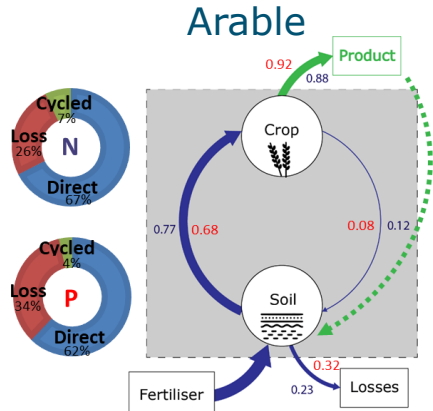 Arable
Product
0.92
0.88
Cycled
7%
Loss
26%
N
Direct
67%
Crop
0.77
0.68
0.08
0.12
Cycled
4%
Loss
34%
P
Direct
62%
Soil
0.32
0.23
Fertiliser
Losses